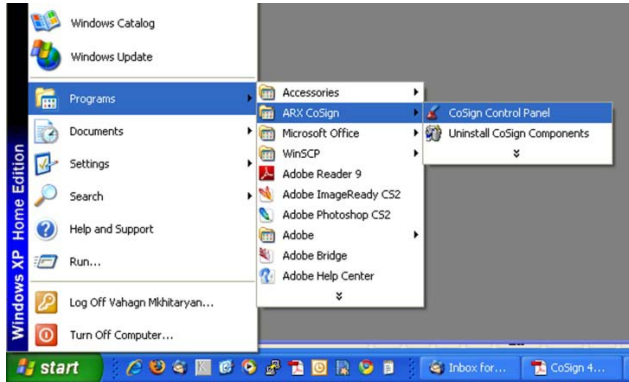 Windows Catalog
Windows Update
Programs
Documents
Settings
Search
Help and Support
Run...
Log Off Vahagn Mkhitaryan...
Turn Off Computer...
Windows XP Home Edition
Accessories
ARX CoSign
Microsoft Office
WinSCP
Adobe Reader 9
Adobe ImageReady CS2
Adobe Photoshop CS2
Adobe
Adobe Bridge
Adobe Help Center
CoSign Control Panel
Uninstall CoSign Components
start
Inbox for...
CoSign 4...